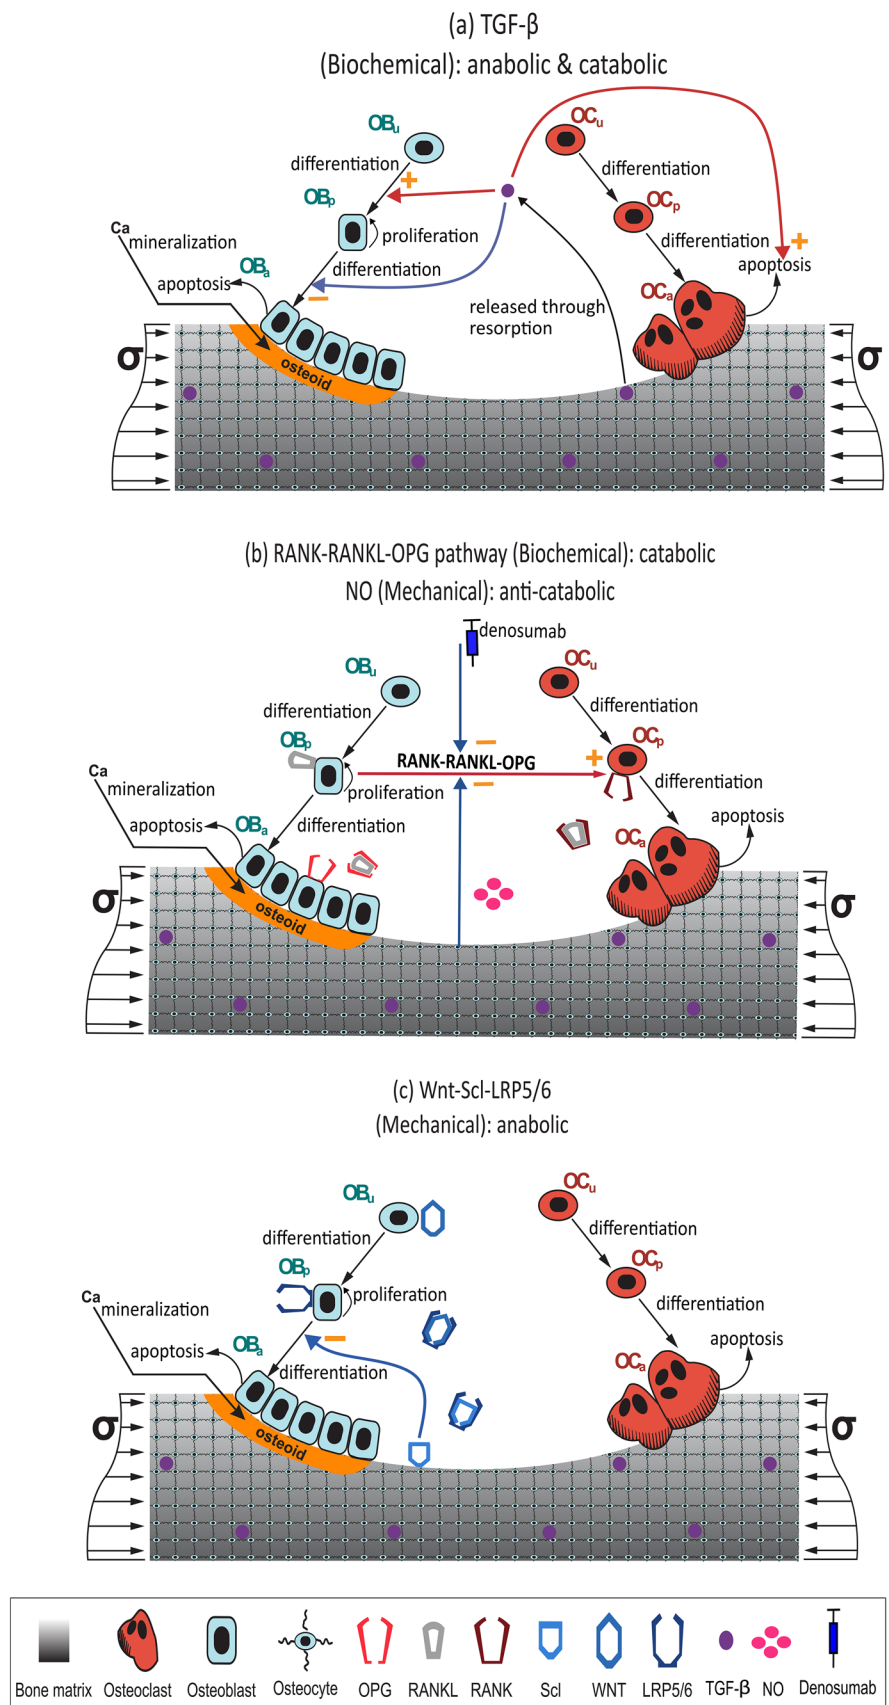 (a) TGF-β
(Biochemical): anabolic & catabolic
OBu
OCu
differentiation
+
differentiation
OBp
OCp
Ca
mineralization
proliferation
differentiation
+
apoptosis
OBa
differentiation
apoptosis
−
OCa
released through
resorption
σ
σ
osteoid
(b) RANK-RANKL-OPG pathway (Biochemical): catabolic
NO (Mechanical): anti-catabolic
denosumab
OBu
OCu
differentiation
differentiation
OBp
−
OCp
RANK-RANKL-OPG
+
Ca
mineralization
−
proliferation
differentiation
apoptosis
OBa
differentiation
apoptosis
OCa
σ
σ
osteoid
(c) Wnt-Scl-LRP5/6
(Mechanical): anabolic
OBu
OCu
differentiation
differentiation
OBp
OCp
Ca
mineralization
proliferation
differentiation
−
apoptosis
OBa
apoptosis
differentiation
OCa
σ
σ
osteoid
Bone matrix
Osteoclast
Osteoblast
Osteocyte
OPG
RANKL
RANK
Scl
WNT
LRP5/6
TGF-β
NO
Denosumab